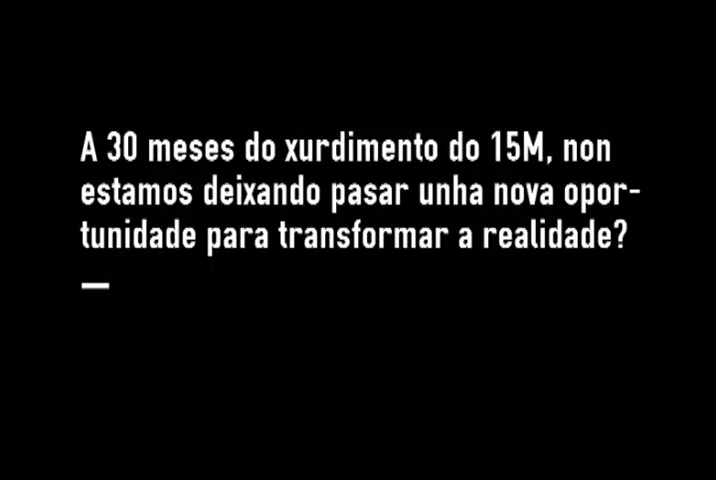 A 30 meses do xurdimento do 15M, non
estamos deixando pasar unha nova opor-
tunidade para transformar a realidade?